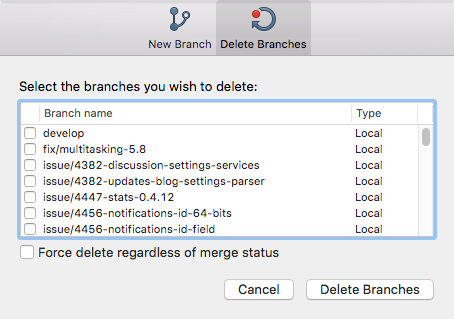 New Branch Delete Branches
Select the branches you wish to delete:
Branch name Type
develop Local
fix/multitasking-5.8 Local
issue/4382-discussion-settings-services Local
issue/4382-updates-blog-settings-parser Local
issue/4447-stats-0.4.12 Local
issue/4456-notifications-id-64-bits Local
issue/4456-notifications-id-field Local
Force delete regardless of merge status
Cancel Delete Branches